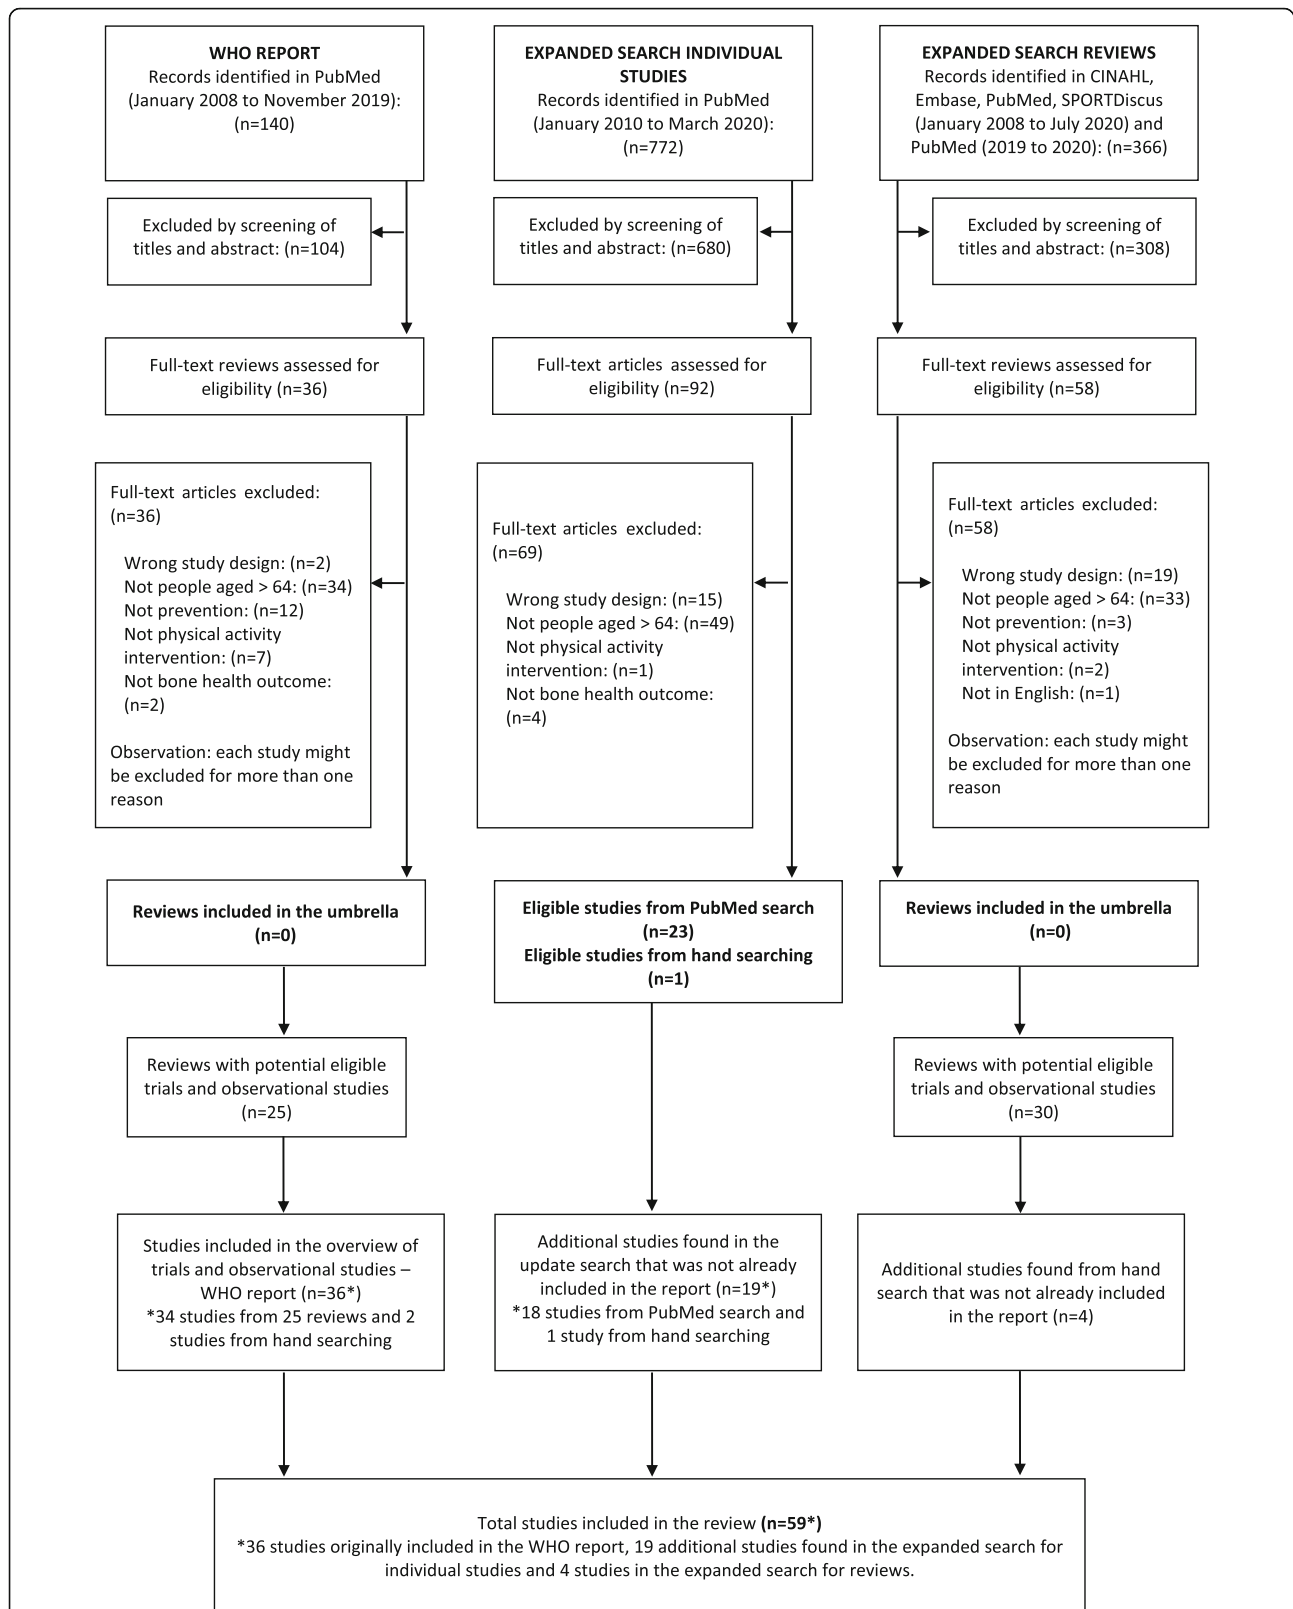 WHO REPORT
Records identified in PubMed
(January 2008 to November 2019):
(n=140)
Excluded by screening of
titles and abstract: (n=104)
Full-text reviews assessed for
eligibility (n=36)
Full-text articles excluded:
(n=36)
Wrong study design: (n=2)
Not people aged > 64: (n=34)
Not prevention: (n=12)
Not physical activity
intervention: (n=7)
Not bone health outcome:
(n=2)
Observation: each study might
be excluded for more than one
reason
Reviews included in the umbrella
(n=0)
Reviews with potential eligible
trials and observational studies
(n=25)
Studies included in the overview of
trials and observational studies –
WHO report (n=36*)
*34 studies from 25 reviews and 2
studies from hand searching
EXPANDED SEARCH INDIVIDUAL
STUDIES
Records identified in PubMed
(January 2010 to March 2020):
(n=772)
Excluded by screening of
titles and abstract: (n=680)
Full-text articles assessed for
eligibility (n=92)
Full-text articles excluded:
(n=69)
Wrong study design: (n=15)
Not people aged > 64: (n=49)
Not physical activity
intervention: (n=1)
Not bone health outcome:
(n=4)
Eligible studies from PubMed search
(n=23)
Eligible studies from hand searching
(n=1)
Additional studies found in the
update search that was not already
included in the report (n=19*)
*18 studies from PubMed search and
1 study from hand searching
EXPANDED SEARCH REVIEWS
Records identified in CINAHL,
Embase, PubMed, SPORTDiscus
(January 2008 to July 2020) and
PubMed (2019 to 2020): (n=366)
Excluded by screening of
titles and abstract: (n=308)
Full-text reviews assessed for
eligibility (n=58)
Full-text articles excluded:
(n=58)
Wrong study design: (n=19)
Not people aged > 64: (n=33)
Not prevention: (n=3)
Not physical activity
intervention: (n=2)
Not in English: (n=1)
Observation: each study might
be excluded for more than one
reason
Reviews included in the umbrella
(n=0)
Reviews with potential eligible
trials and observational studies
(n=30)
Additional studies found from hand
search that was not already included
in the report (n=4)
Total studies included in the review (n=59*)
*36 studies originally included in the WHO report, 19 additional studies found in the expanded search for
individual studies and 4 studies in the expanded search for reviews.